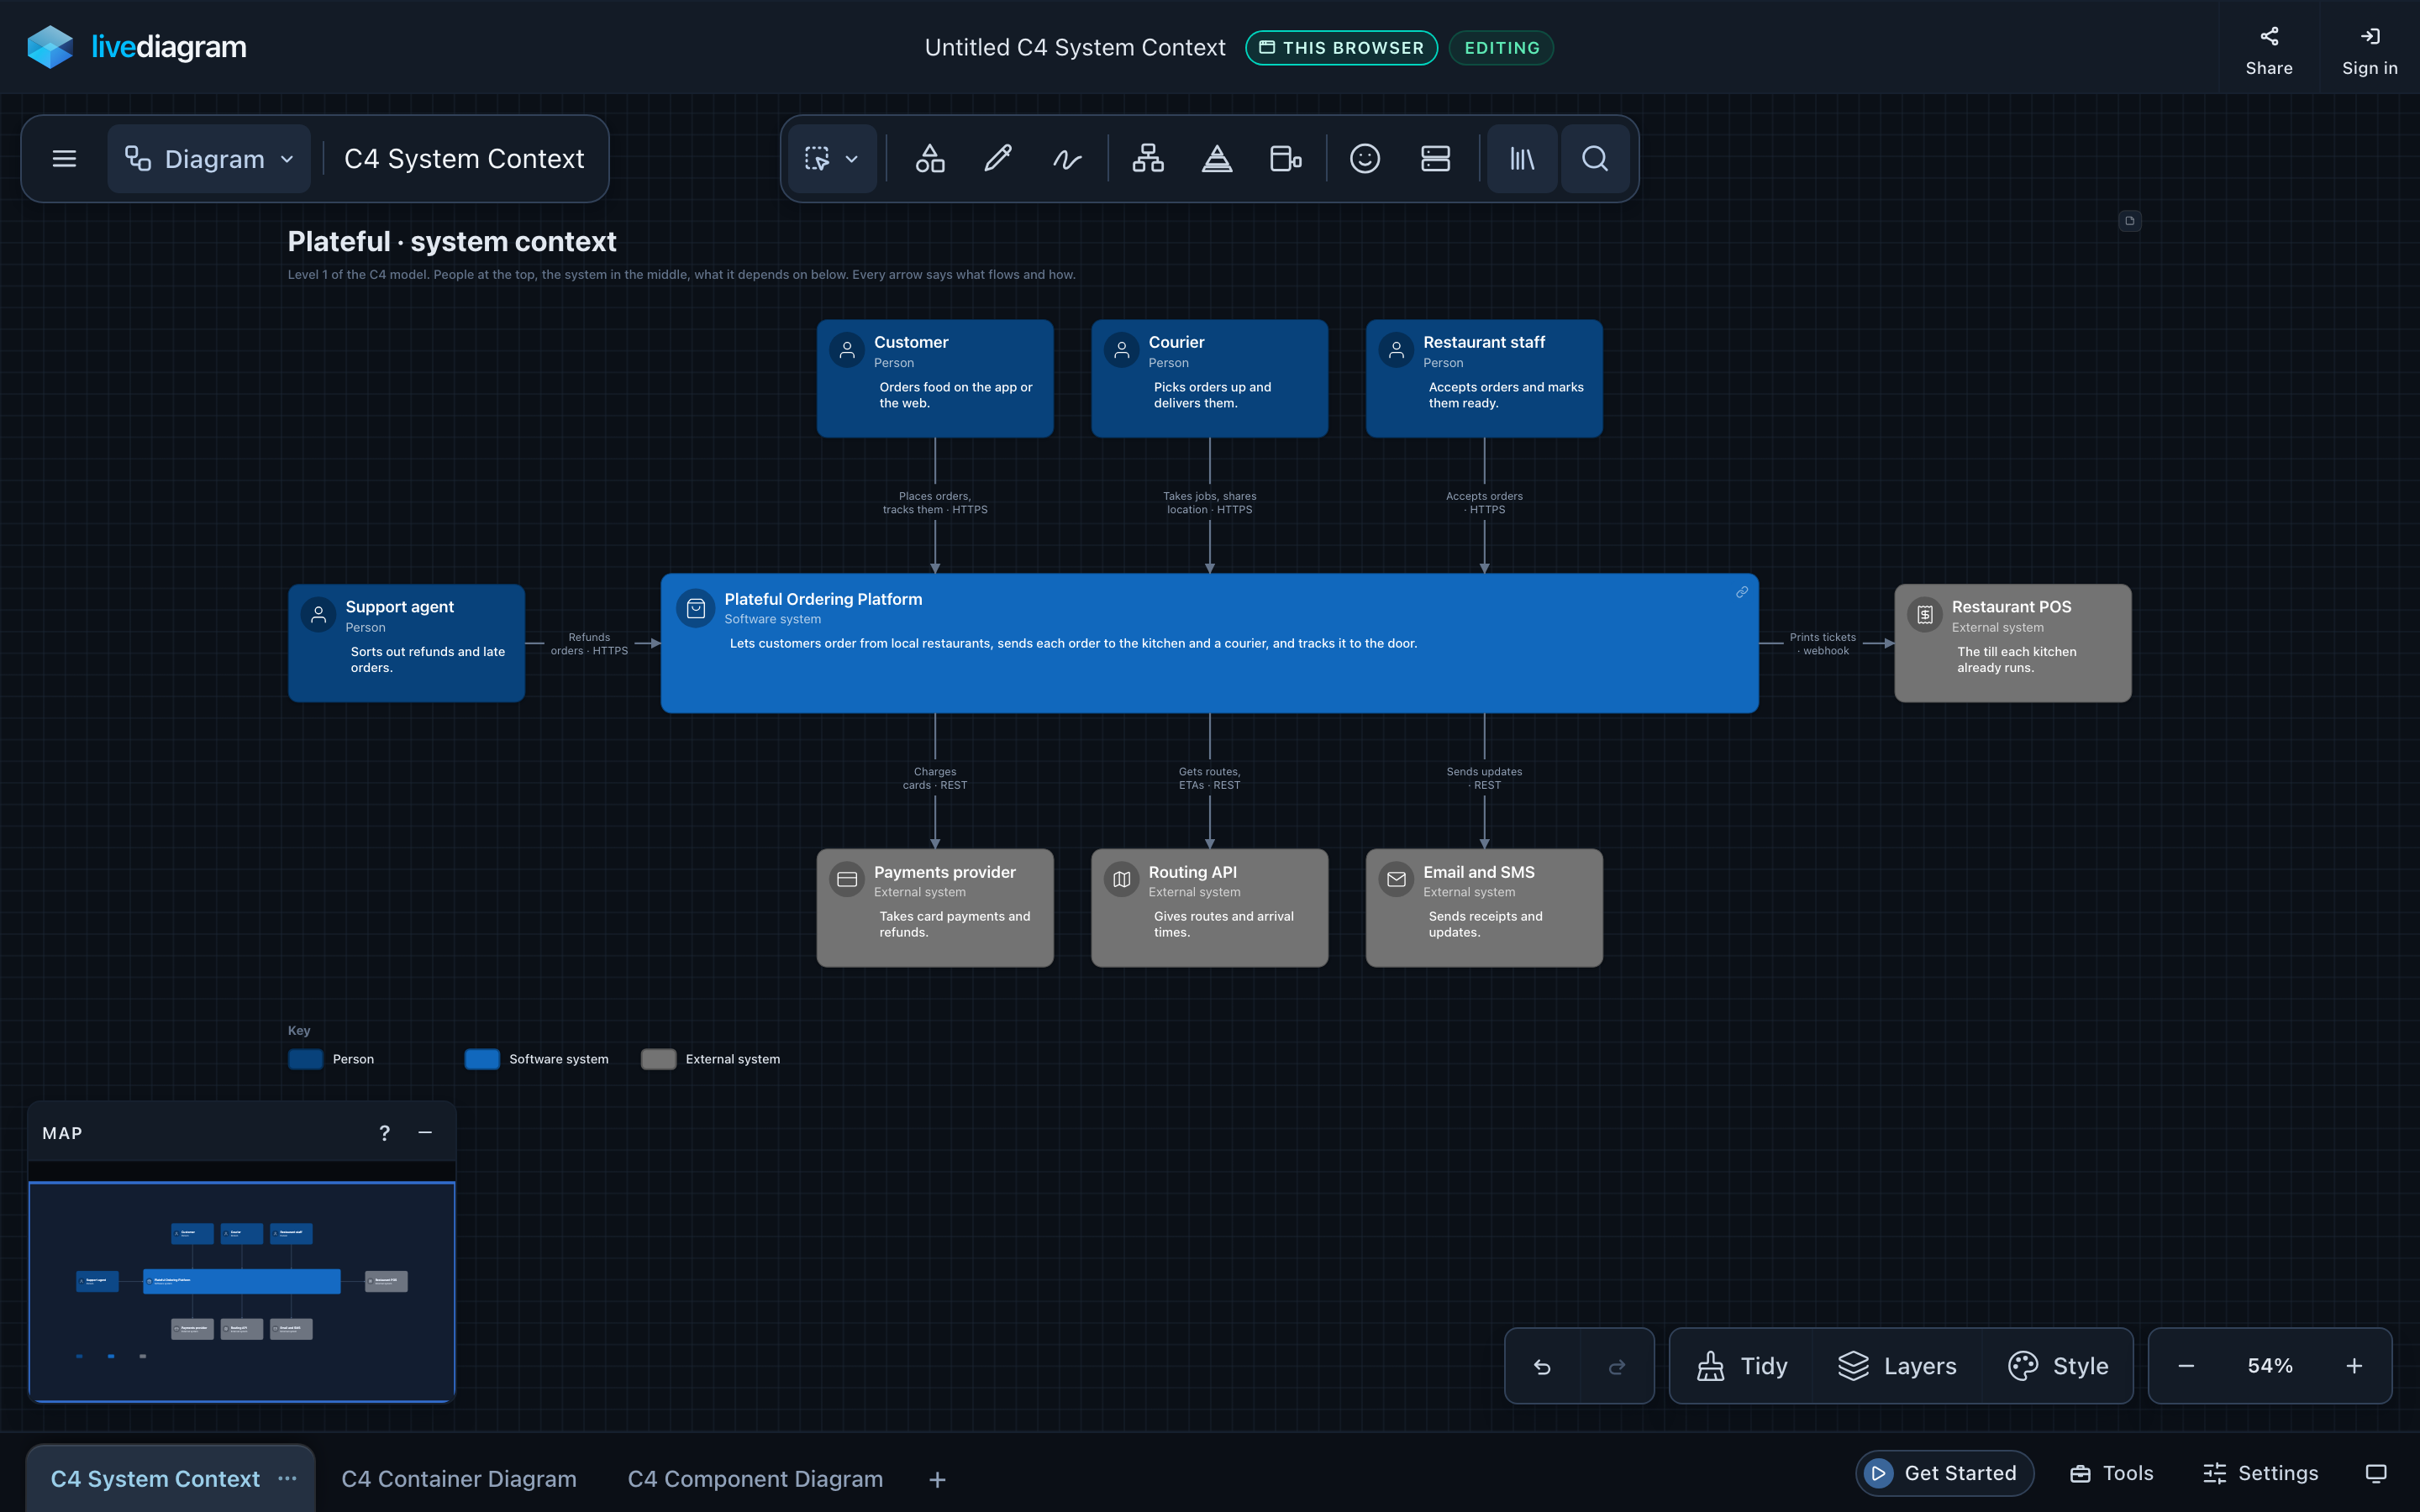 livediagram
Untitled C4 System Context
THIS BROWSER
EDITING
Share
Sign in
Diagram
C4 System Context
Plateful · system context
Level 1 of the C4 model. People at the top, the system in the middle, what it depends on below. Every arrow says what flows and how.
Customer
Person
Orders food on the app or
the web.
Courier
Person
Picks orders up and
delivers them.
Restaurant staff
Person
Accepts orders and marks
them ready.
Places orders,
tracks them · HTTPS
Takes jobs, shares
location · HTTPS
Accepts orders
· HTTPS
Support agent
Person
Sorts out refunds and late
orders.
Refunds
orders · HTTPS
Plateful Ordering Platform
Software system
Lets customers order from local restaurants, sends each order to the kitchen and a courier, and tracks it to the door.
Prints tickets
· webhook
Restaurant POS
External system
The till each kitchen
already runs.
Charges
cards · REST
Gets routes,
ETAs · REST
Sends updates
· REST
Payments provider
External system
Takes card payments and
refunds.
Routing API
External system
Gives routes and arrival
times.
Email and SMS
External system
Sends receipts and
updates.
Key
Person
Software system
External system
MAP
?
Tidy
Layers
Style
54%
C4 System Context
C4 Container Diagram
C4 Component Diagram
Get Started
Tools
Settings